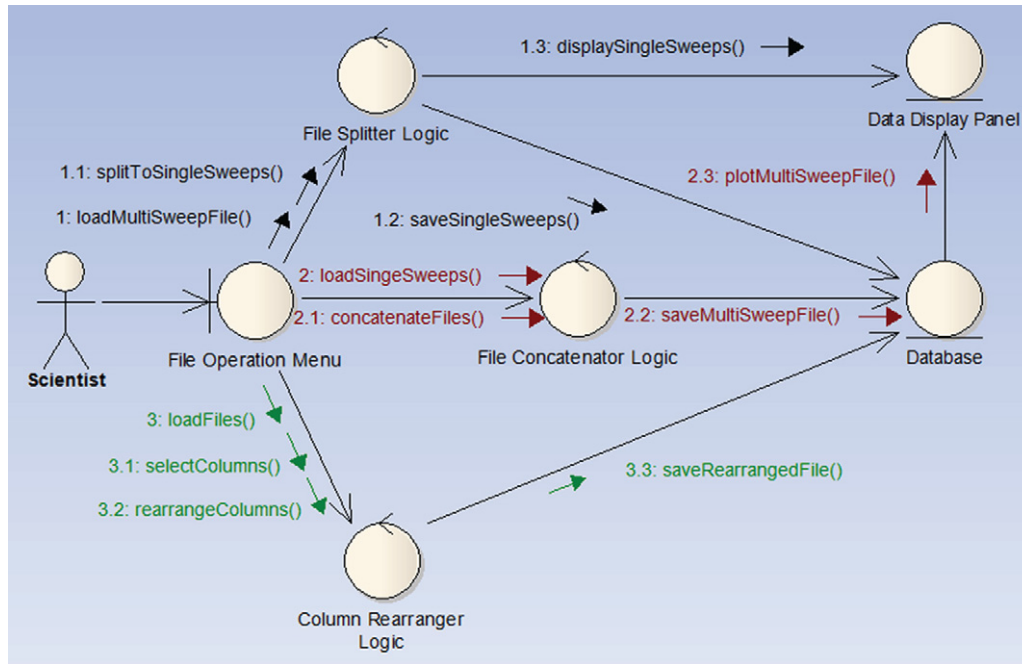 1.3: displaySingleSweeps()
File Splitter Logic
Data Display Panel
1.1: splitToSingleSweeps()
2.3: plotMultiSweepFile()
1: loadMultiSweepFile()
1.2: saveSingleSweeps()
2: loadSingeSweeps()
2.1: concatenateFiles()
2.2: saveMultiSweepFile()
File Operation Menu
File Concatenator Logic
Database
Scientist
3: loadFiles()
3.1: selectColumns()
3.3: saveRearrangedFile()
3.2: rearrangeColumns()
Column Rearranger
Logic